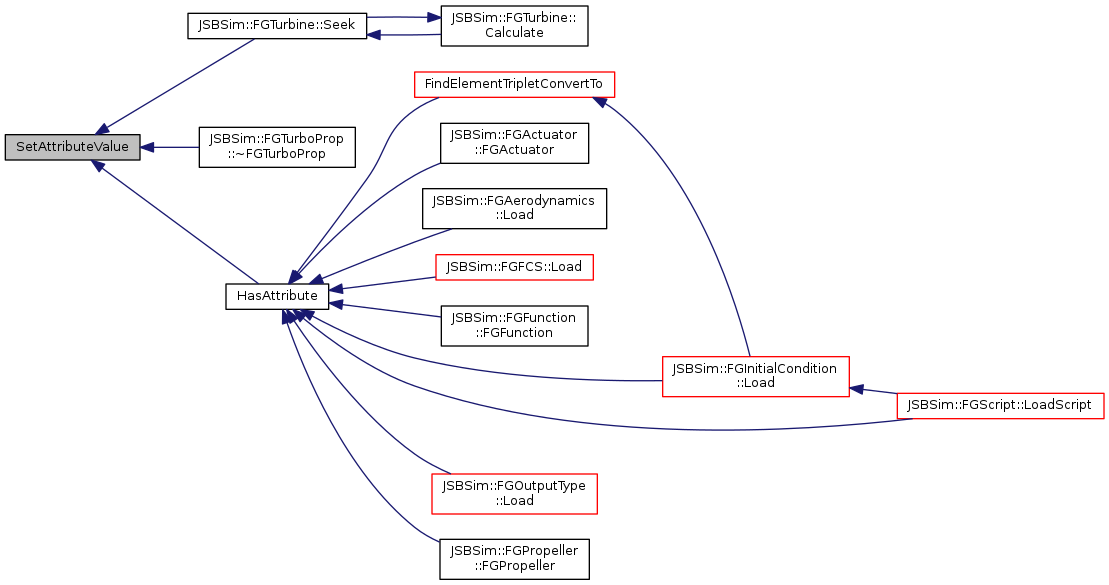 JSBSim::FGTurbine::Seek
JSBSim::FGTurbine::
Calculate
FindElementTripletConvertTo
JSBSim::FGActuator
::FGActuator
SetAttributeValue
JSBSim::FGTurboProp
::~FGTurboProp
JSBSim::FGAerodynamics
::Load
JSBSim::FGFCS::Load
HasAttribute
JSBSim::FGFunction
::FGFunction
JSBSim::FGInitialCondition
::Load
JSBSim::FGScript::LoadScript
JSBSim::FGOutputType
::Load
JSBSim::FGPropeller
::FGPropeller